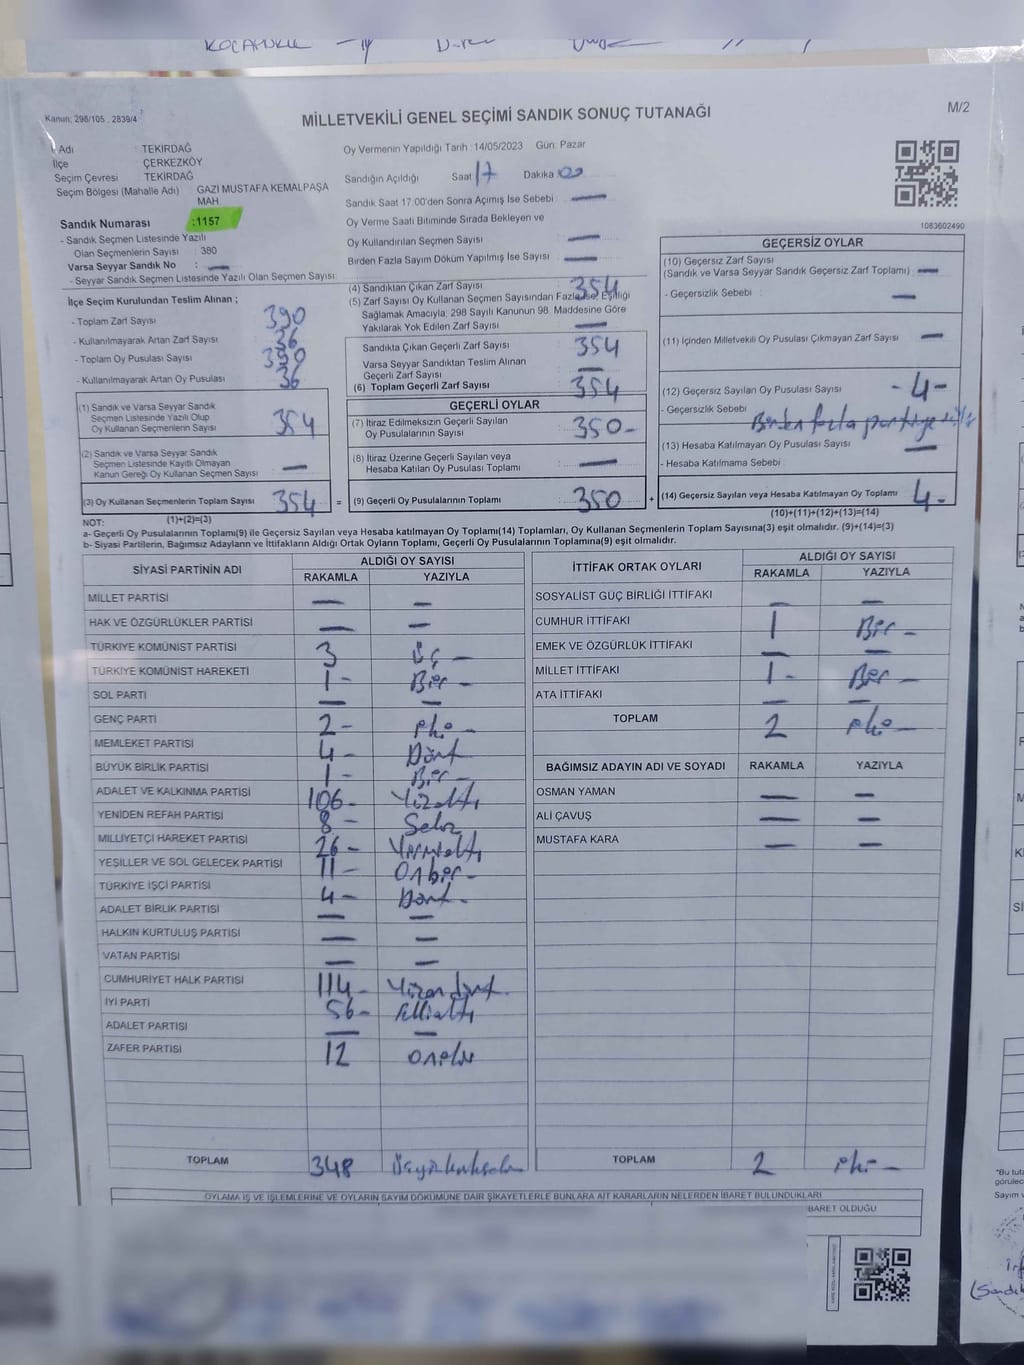 KOCAHKLI
Kanun; 298/105 , 2839/4
MİLLETVEKİLİ GENEL SEÇİMİ SANDIK SONUÇ TUTANAĞI
M/2
Adı : TEKİRDAĞ
İlçe : ÇERKEZKÖY
Seçim Çevresi : TEKİRDAĞ
Seçim Bölgesi (Mahalle Adı) : GAZİ MUSTAFA KEMALPAŞA MAH.
Sandık Numarası :1157
- Sandık Seçmen Listesinde Yazılı
Olan Seçmenlerin Sayısı : 380
Varsa Seyyar Sandık No : —
- Seyyar Sandık Seçmen Listesinde Yazılı Olan Seçmen Sayısı:
Oy Vermenin Yapıldığı Tarih :14/05/2023 Gün: Pazar
Sandığın Açıldığı Saat 17 Dakika 00
Sandık Saat 17:00'den Sonra Açımış İse Sebebi : —
Oy Verme Saati Bitiminde Sırada Bekleyen ve
Oy Kullandırılan Seçmen Sayısı : —
Birden Fazla Sayım Döküm Yapılmış İse Sayısı : —
1083602490
İlçe Seçim Kurulundan Teslim Alınan ;
- Toplam Zarf Sayısı : 390
- Kullanılmayarak Artan Zarf Sayısı : 36
- Toplam Oy Pusulası Sayısı : 390
- Kullanılmayarak Artan Oy Pusulası : 36
(1) Sandık ve Varsa Seyyar Sandık
Seçmen Listesinde Yazılı Olup
Oy Kullanan Seçmenlerin Sayısı : 354
(2) Sandık ve Varsa Seyyar Sandık
Seçmen Listesinde Kayıtlı Olmayan
Kanun Gereği Oy Kullanan Seçmen Sayısı : —
(3) Oy Kullanan Seçmenlerin Toplam Sayısı : 354 =
(1)+(2)=(3)
(4) Sandıktan Çıkan Zarf Sayısı : 354
(5) Zarf Sayısı Oy Kullanan Seçmen Sayısından Fazla İse, Eşitliği
Sağlamak Amacıyla, 298 Sayılı Kanunun 98. Maddesine Göre
Yakılarak Yok Edilen Zarf Sayısı : —
Sandıkta Çıkan Geçerli Zarf Sayısı : 354
Varsa Seyyar Sandıktan Teslim Alınan
Geçerli Zarf Sayısı : —
(6) Toplam Geçerli Zarf Sayısı : 354
GEÇERLİ OYLAR
(7) İtiraz Edilmeksizin Geçerli Sayılan
Oy Pusulalarının Sayısı : 350-
(8) İtiraz Üzerine Geçerli Sayılan veya
Hesaba Katılan Oy Pusulası Toplamı : —
(9) Geçerli Oy Pusulalarının Toplamı : 350 +
GEÇERSİZ OYLAR
(10) Geçersiz Zarf Sayısı
(Sandık ve Varsa Seyyar Sandık Geçersiz Zarf Toplamı) : —
- Geçersizlik Sebebi : —
(11) İçinden Milletvekili Oy Pusulası Çıkmayan Zarf Sayısı : —
(12) Geçersiz Sayılan Oy Pusulası Sayısı : - 4 -
- Geçersizlik Sebebi : Birden fazla partiye
(13) Hesaba Katılmayan Oy Pusulası Sayısı : —
- Hesaba Katılmama Sebebi :
(14) Geçersiz Sayılan veya Hesaba Katılmayan Oy Toplamı : 4-
(10)+(11)+(12)+(13)=(14)
NOT:
a- Geçerli Oy Pusulalarının Toplamı(9) ile Geçersiz Sayılan veya Hesaba katılmayan Oy Toplamı(14) Toplamları, Oy Kullanan Seçmenlerin Toplam Sayısına(3) eşit olmalıdır. (9)+(14)=(3)
b- Siyasi Partilerin, Bağımsız Adayların ve İttifakların Aldığı Ortak Oyların Toplamı, Geçerli Oy Pusulalarının Toplamına(9) eşit olmalıdır.
SİYASİ PARTİNİN ADI ALDIĞI OY SAYISI
RAKAMLA YAZIYLA
MİLLET PARTİSİ — —
HAK VE ÖZGÜRLÜKLER PARTİSİ — —
TÜRKİYE KOMÜNİST PARTİSİ 3 Üç —
TÜRKİYE KOMÜNİST HAREKETİ 1 - Bir —
SOL PARTİ — —
GENÇ PARTİ 2 - İki —
MEMLEKET PARTİSİ 4 - Dört
BÜYÜK BİRLİK PARTİSİ 1 - Bir —
ADALET VE KALKINMA PARTİSİ 106 - Yüzaltı
YENİDEN REFAH PARTİSİ 8 - Sekiz
MİLLİYETÇİ HAREKET PARTİSİ 26 - Yirmialtı
YEŞİLLER VE SOL GELECEK PARTİSİ 11 - Onbir -
TÜRKİYE İŞÇİ PARTİSİ 4 - Dört -
ADALET BİRLİK PARTİSİ — —
HALKIN KURTULUŞ PARTİSİ — —
VATAN PARTİSİ — —
CUMHURİYET HALK PARTİSİ 114 - Yüzondört
İYİ PARTİ 56 - Ellialtı
ADALET PARTİSİ — —
ZAFER PARTİSİ 12 Oniki
TOPLAM 348 Üçyüzkırksekiz
İTTİFAK ORTAK OYLARI ALDIĞI OY SAYISI
RAKAMLA YAZIYLA
SOSYALİST GÜÇ BİRLİĞİ İTTİFAKI — —
CUMHUR İTTİFAKI 1 Bir —
EMEK VE ÖZGÜRLÜK İTTİFAKI — —
MİLLET İTTİFAKI 1 - Bir —
ATA İTTİFAKI — —
TOPLAM 2 İki —
BAĞIMSIZ ADAYIN ADI VE SOYADI RAKAMLA YAZIYLA
OSMAN YAMAN — —
ALİ ÇAVUŞ — —
MUSTAFA KARA — —
TOPLAM 2 İki —
OYLAMA İŞ VE İŞLEMLERİNE VE OYLARIN SAYIM DÖKÜMÜNE DAİR ŞİKAYETLERLE BUNLARA AİT KARARLARIN NELERDEN İBARET BULUNDUKLARI
BARET OLDUĞU